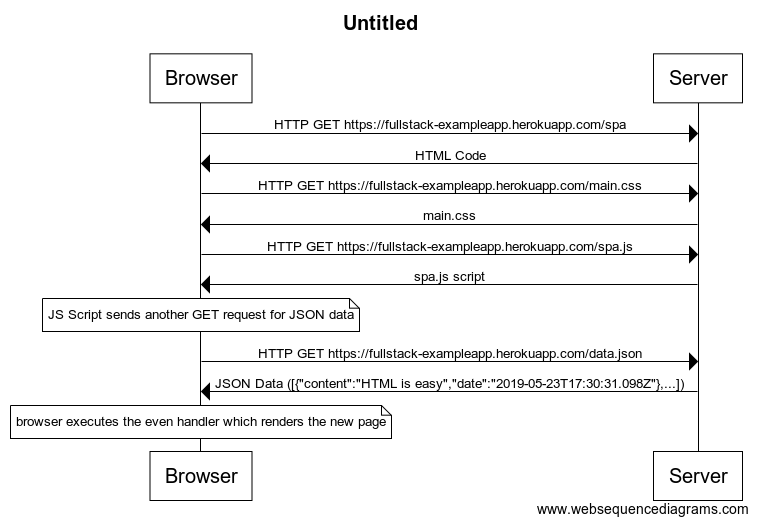 Untitled
Browser
Server
HTTP GET https://fullstack-exampleapp.herokuapp.com/spa
HTML Code
HTTP GET https://fullstack-exampleapp.herokuapp.com/main.css
main.css
HTTP GET https://fullstack-exampleapp.herokuapp.com/spa.js
spa.js script
JS Script sends another GET request for JSON data
HTTP GET https://fullstack-exampleapp.herokuapp.com/data.json
JSON Data ([{"content":"HTML is easy","date":"2019-05-23T17:30:31.098Z"},...])
browser executes the even handler which renders the new page
Browser
Server
www.websequencediagrams.com